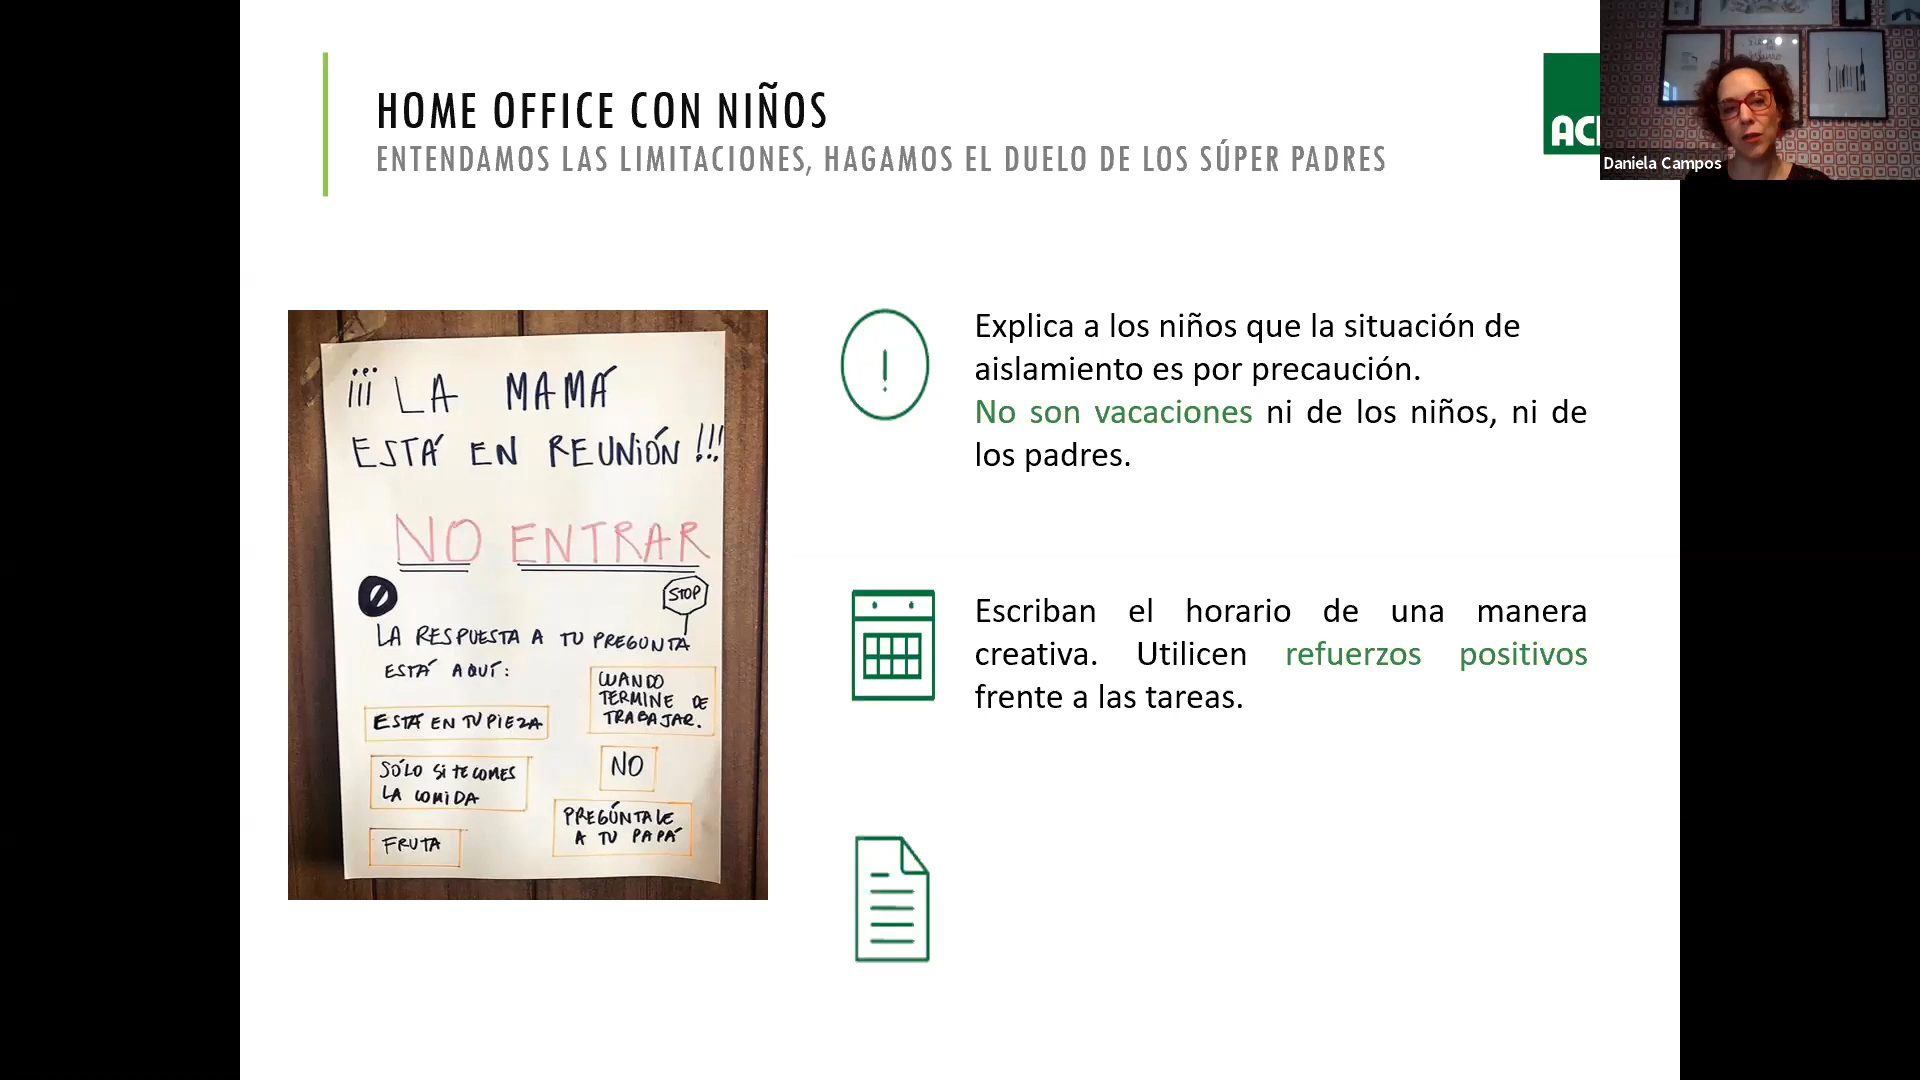 HOME OFFICE CON NIÑOS
ENTENDAMOS LAS LIMITACIONES, HAGAMOS EL DUELO DE LOS SÚPER PADRES
Daniela Campos
¡¡¡ LA MAMÁ
ESTÁ EN REUNIÓN !!!
NO ENTRAR
STOP
LA RESPUESTA A TU PREGUNTA
ESTÁ AQUÍ:
ESTÁ EN TU PIEZA
SÓLO SI TE COMES
LA COMIDA
FRUTA
CUANDO
TERMINE DE
TRABAJAR.
NO
PREGÚNTALE
A TU PAPÁ
Explica a los niños que la situación de
aislamiento es por precaución.
No son vacaciones ni de los niños, ni de
los padres.
Escriban el horario de una manera
creativa. Utilicen refuerzos positivos
frente a las tareas.